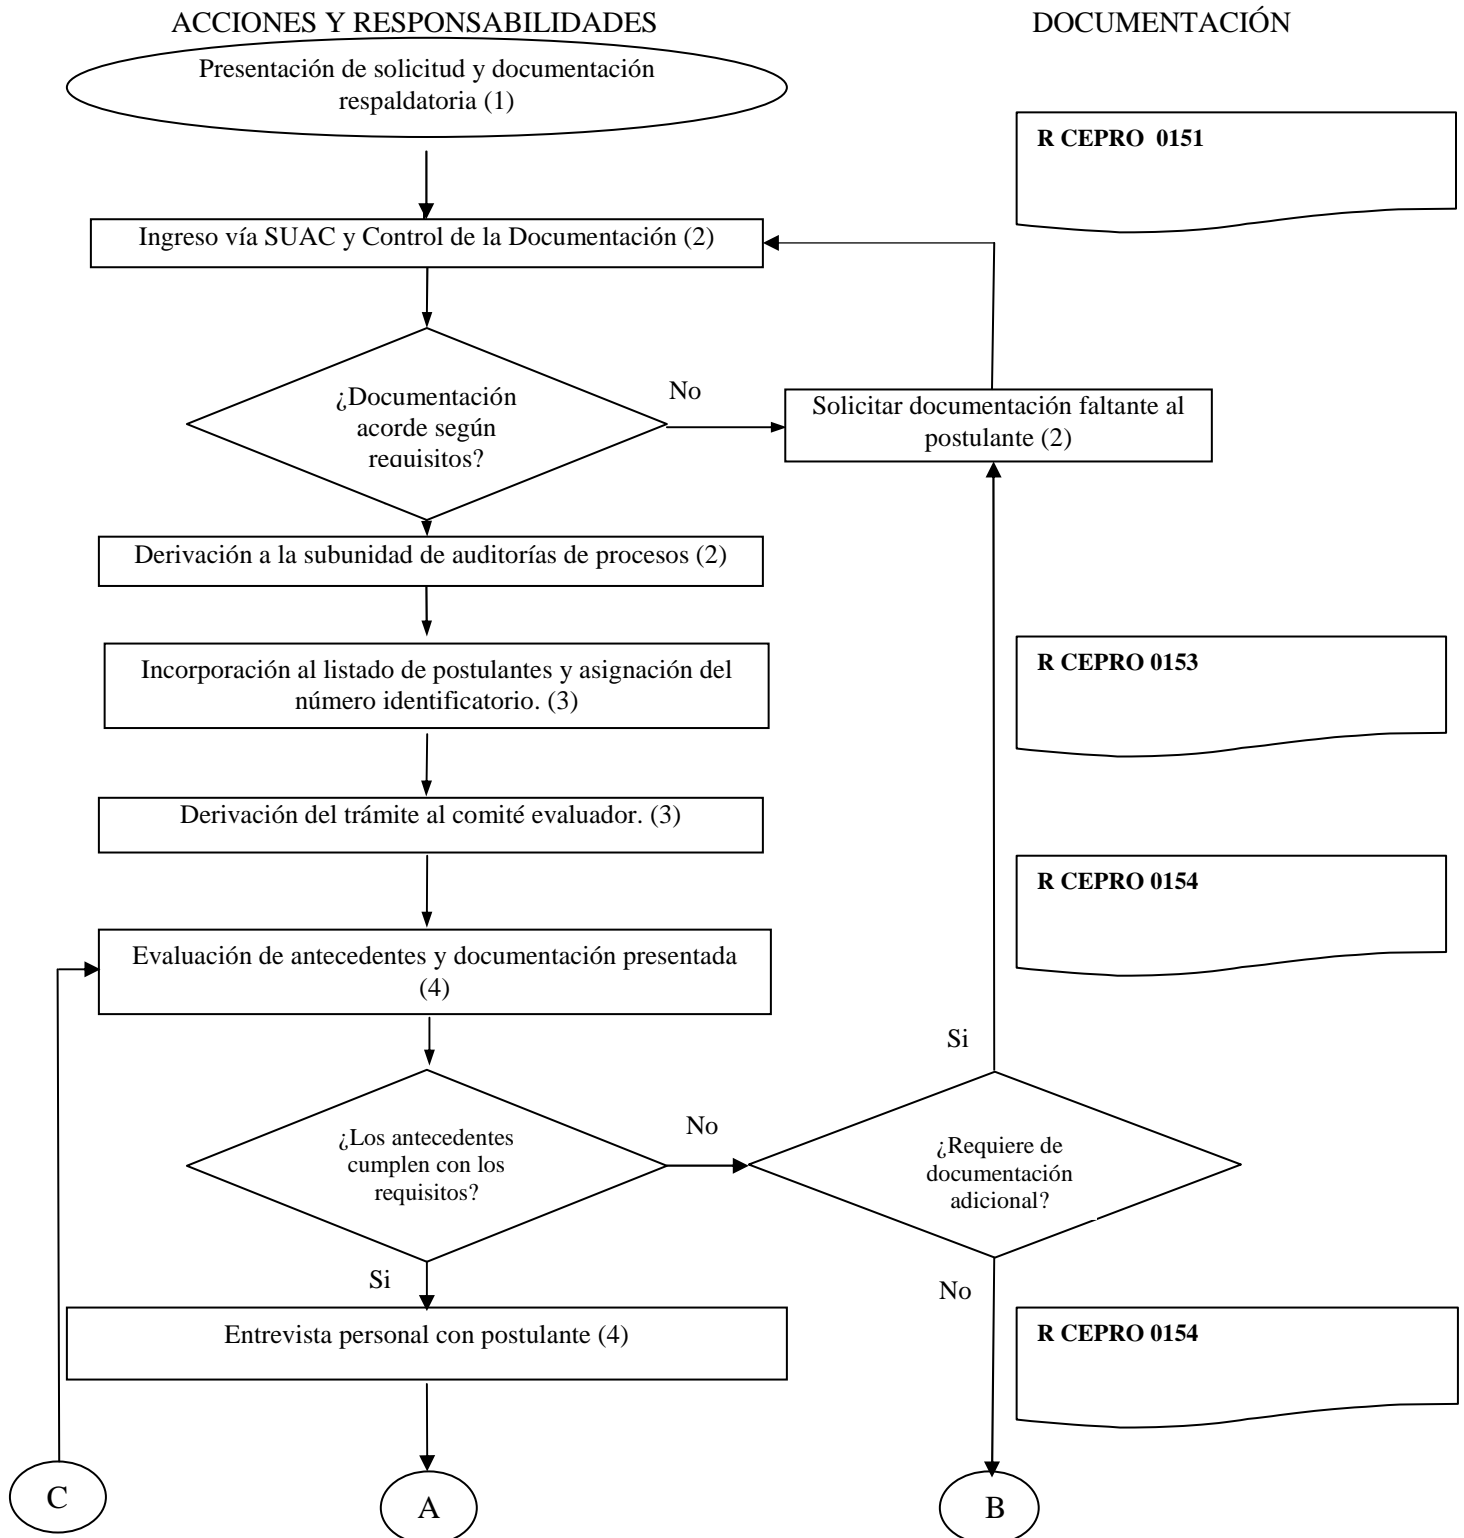 ACCIONES Y RESPONSABILIDADES
DOCUMENTACIÓN
Presentación de solicitud y documentación
respaldatoria (1)
R CEPRO 0151
Ingreso vía SUAC y Control de la Documentación (2)
¿Documentación
acorde según
requisitos?
No
Solicitar documentación faltante al
postulante (2)
Derivación a la subunidad de auditorías de procesos (2)
Incorporación al listado de postulantes y asignación del
número identificatorio. (3)
R CEPRO 0153
Derivación del trámite al comité evaluador. (3)
R CEPRO 0154
Evaluación de antecedentes y documentación presentada
(4)
Si
¿Los antecedentes
cumplen con los
requisitos?
No
¿Requiere de
documentación
adicional?
Si
No
Entrevista personal con postulante (4)
R CEPRO 0154
C
A
B